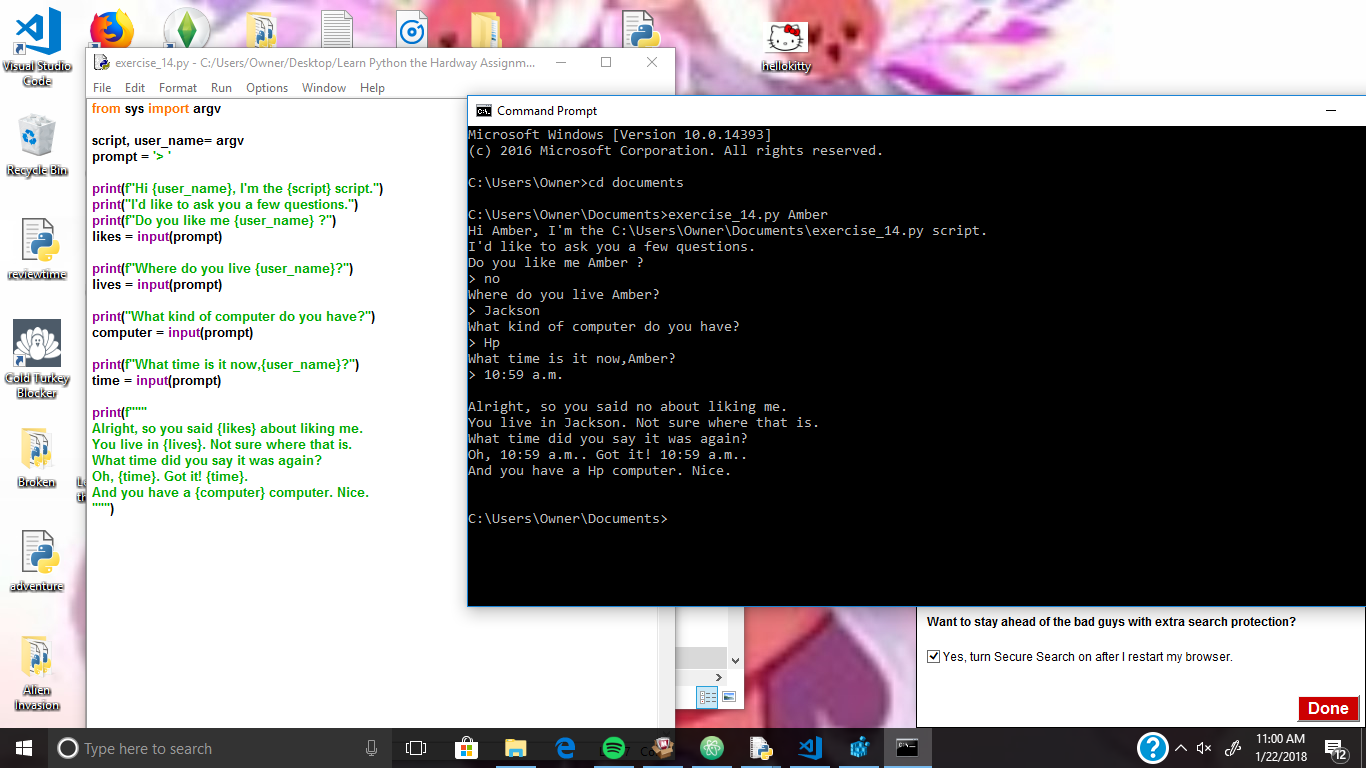 Visual Studio
Code
Recycle Bin
reviewtime
Cold Turkey
Blocker
Broken
adventure
Alien
Invasion
hellokitty
exercise_14.py - C:/Users/Owner/Desktop/Learn Python the Hardway Assignm...
File Edit Format Run Options Window Help
from sys import argv
script, user_name= argv
prompt = '> '
print(f"Hi {user_name}, I'm the {script} script.")
print("I'd like to ask you a few questions.")
print(f"Do you like me {user_name} ?")
likes = input(prompt)
print(f"Where do you live {user_name}?")
lives = input(prompt)
print("What kind of computer do you have?")
computer = input(prompt)
print(f"What time is it now,{user_name}?")
time = input(prompt)
print(f"""
Alright, so you said {likes} about liking me.
You live in {lives}. Not sure where that is.
What time did you say it was again?
Oh, {time}. Got it! {time}.
And you have a {computer} computer. Nice.
""")
Command Prompt
Microsoft Windows [Version 10.0.14393]
(c) 2016 Microsoft Corporation. All rights reserved.
C:\Users\Owner>cd documents
C:\Users\Owner\Documents>exercise_14.py Amber
Hi Amber, I'm the C:\Users\Owner\Documents\exercise_14.py script.
I'd like to ask you a few questions.
Do you like me Amber ?
> no
Where do you live Amber?
> Jackson
What kind of computer do you have?
> Hp
What time is it now,Amber?
> 10:59 a.m.
Alright, so you said no about liking me.
You live in Jackson. Not sure where that is.
What time did you say it was again?
Oh, 10:59 a.m.. Got it! 10:59 a.m..
And you have a Hp computer. Nice.
C:\Users\Owner\Documents>
Want to stay ahead of the bad guys with extra search protection?
Yes, turn Secure Search on after I restart my browser.
Done
Type here to search
11:00 AM
1/22/2018
12